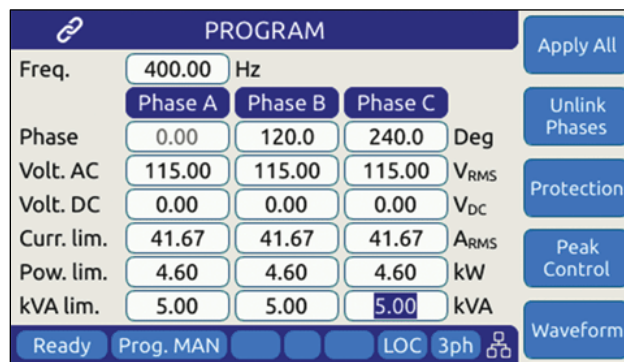 PROGRAM
Apply All
Freq. 400.00 Hz
Phase A Phase B Phase C
Unlink
Phases
Phase 0.00 120.0 240.0 Deg
Volt. AC 115.00 115.00 115.00 VRMS
Protection
Volt. DC 0.00 0.00 0.00 VDC
Curr. lim. 41.67 41.67 41.67 ARMS
Peak
Control
Pow. lim. 4.60 4.60 4.60 kW
kVA lim. 5.00 5.00 5.00 kVA
Waveform
Ready Prog. MAN LOC 3ph